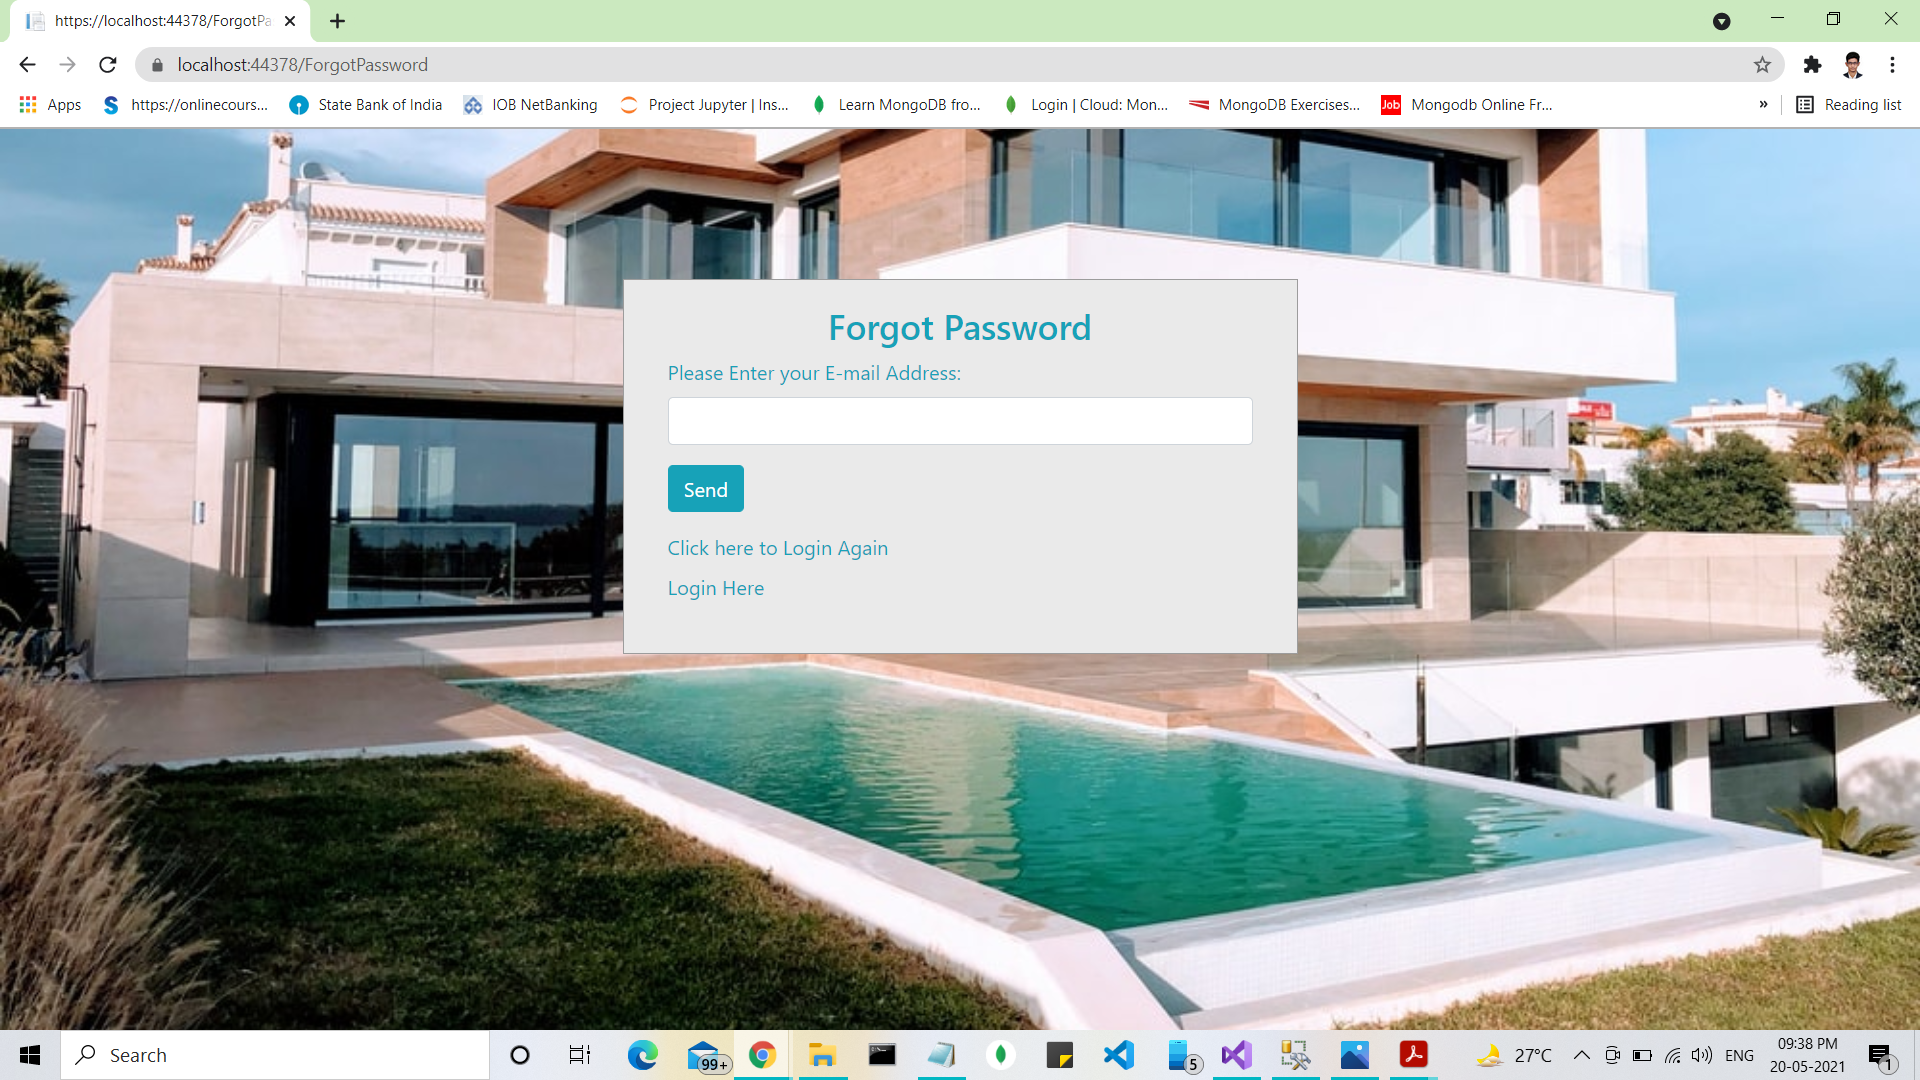 https://localhost:44378/ForgotPa
localhost:44378/ForgotPassword
Apps
https://onlinecours...
State Bank of India
IOB NetBanking
Project Jupyter | Ins...
Learn MongoDB fro...
Login | Cloud: Mon...
MongoDB Exercises...
Job
Mongodb Online Fr...
»
Reading list
Forgot Password
Please Enter your E-mail Address:
Send
Click here to Login Again
Login Here
Search
99+
5
27°C
ENG
09:38 PM
20-05-2021
1